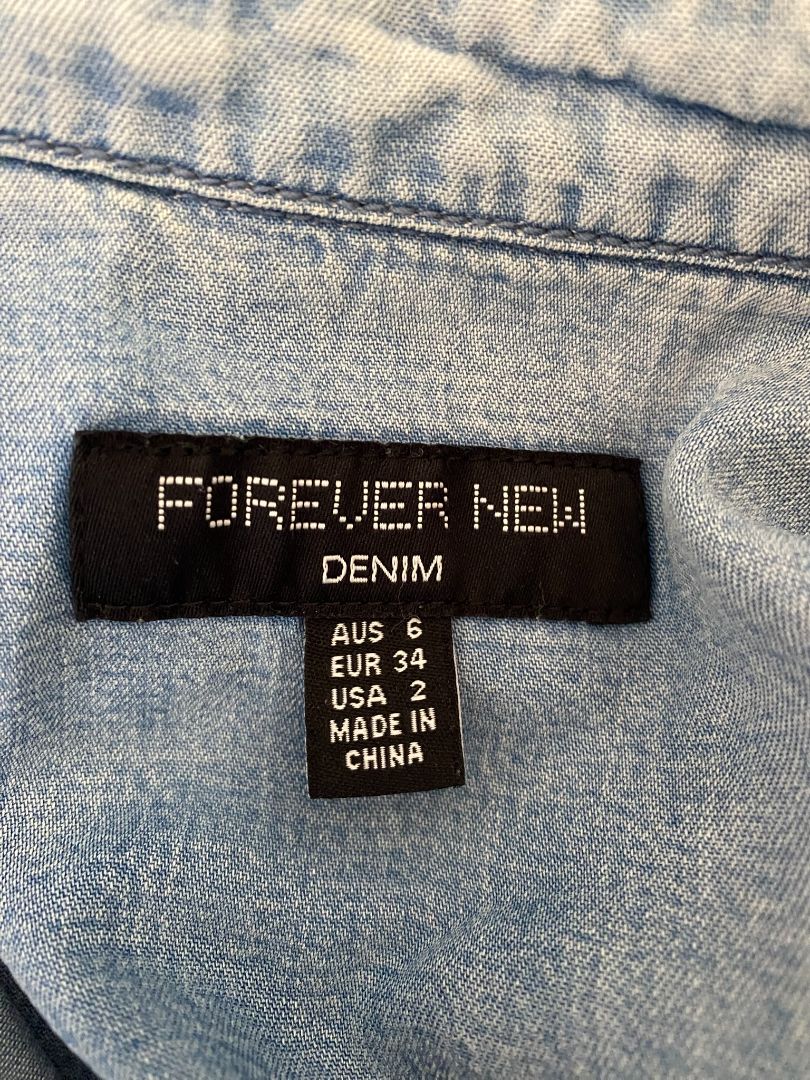 FOREVER NEW
DENIM
AUS 6
EUR 34
USA 2
MADE IN
CHINA